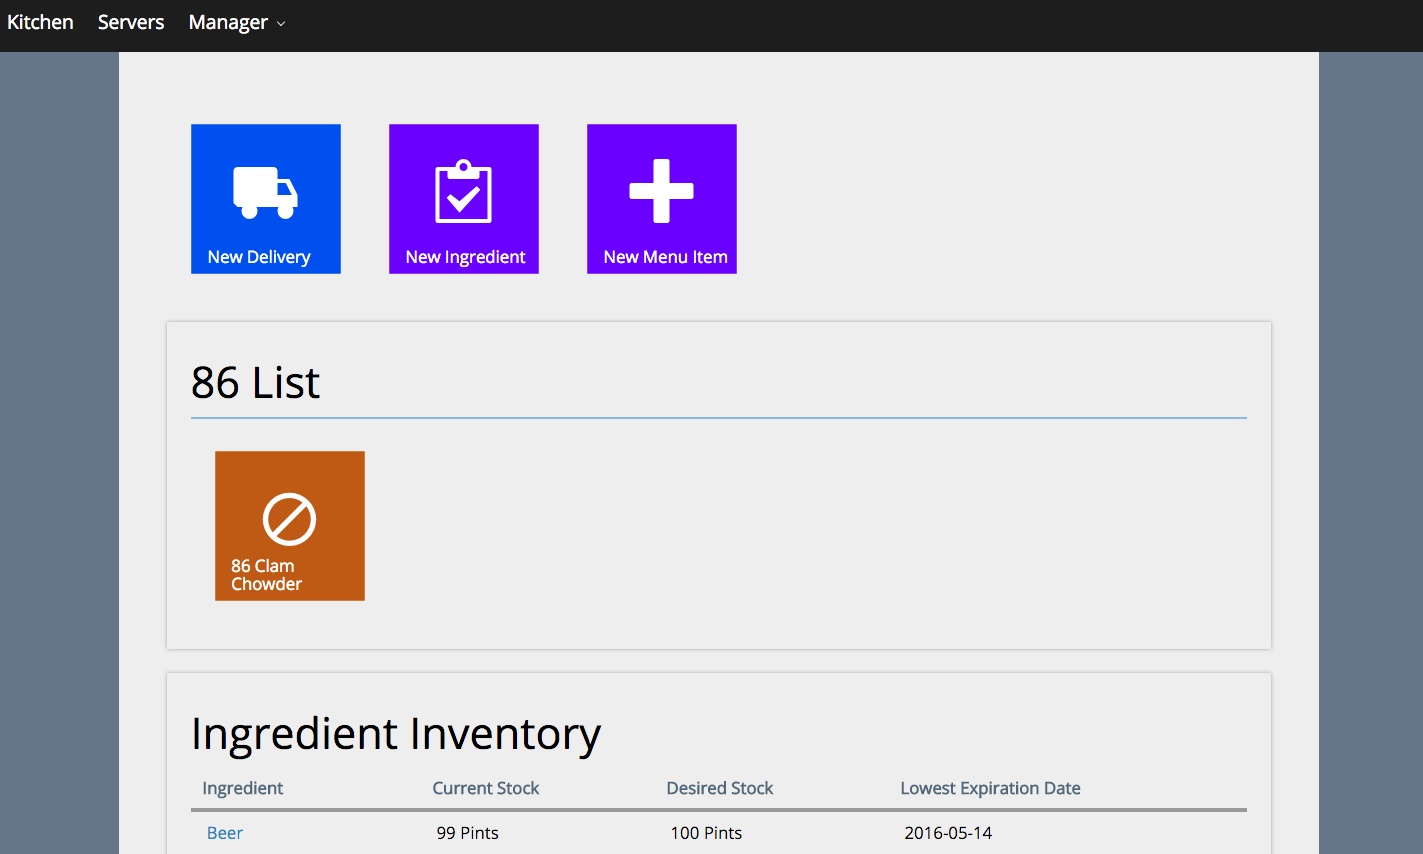 Kitchen Servers Manager
New Delivery New Ingredient New Menu Item
86 List
86 Clam
Chowder
Ingredient Inventory
Ingredient Current Stock Desired Stock Lowest Expiration Date
Beer 99 Pints 100 Pints 2016-05-14